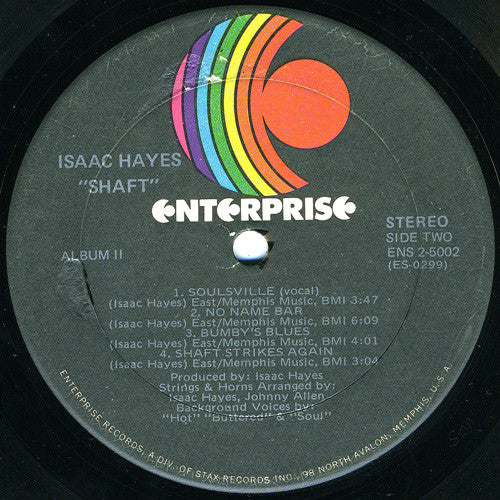 ISAAC HAYES
"SHAFT"
ENTERPRISE
ALBUM II
STEREO
SIDE TWO
ENS 2-5002
(ES-0299)
1. SOULSVILLE (vocal)
(Isaac Hayes) East/Memphis Music, BMI 3:47
2. NO NAME BAR
(Isaac Hayes) East/Memphis Music, BMI 6:09
3. BUMBY'S BLUES
(Isaac Hayes) East/Memphis Music, BMI 4:01
4. SHAFT STRIKES AGAIN
(Isaac Hayes) East/Memphis Music, BMI 3:04
Produced by: Isaac Hayes
Strings & Horns Arranged by:
Isaac Hayes, Johnny Allen
Background Voices by:
"Hot" "Buttered" & "Soul"
ENTERPRISE RECORDS, A DIV. OF STAX RECORDS INC., 98 NORTH AVALON, MEMPHIS, U.S.A.